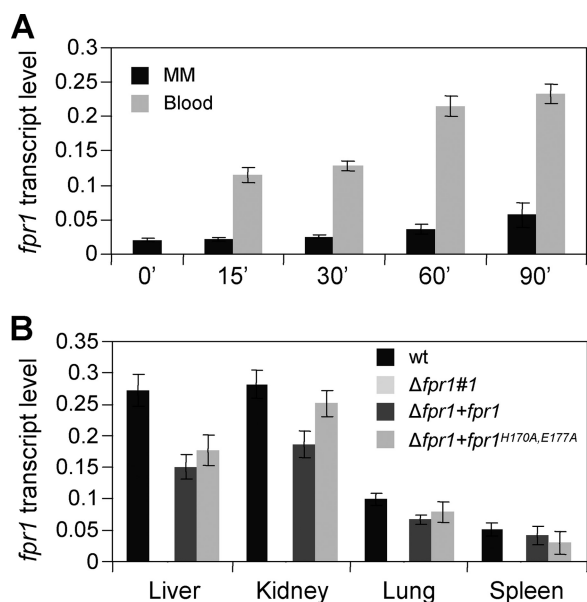 A
fpr1 transcript level
0.3
0.25
0.2
0.15
0.1
0.05
0
MM
Blood
0’ 15’ 30’ 60’ 90’
B
fpr1 transcript level
0.35
0.3
0.25
0.2
0.15
0.1
0.05
0
wt
Δfpr1#1
Δfpr1+fpr1
Δfpr1+fpr1H170A,E177A
Liver Kidney Lung Spleen